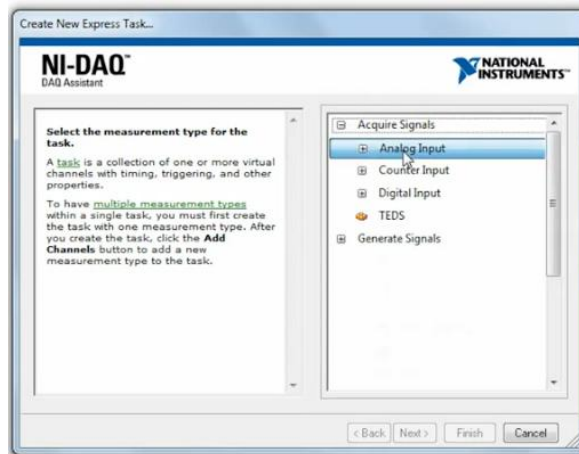 Create New Express Task...
NI-DAQ™
DAQ Assistant
NATIONAL
INSTRUMENTS™
Select the measurement type for the
task.
A task is a collection of one or more virtual
channels with timing, triggering, and other
properties.
To have multiple measurement types
within a single task, you must first create
the task with one measurement type. After
you create the task, click the Add
Channels button to add a new
measurement type to the task.
Acquire Signals
Analog Input
Counter Input
Digital Input
TEDS
Generate Signals
< Back
Next >
Finish
Cancel